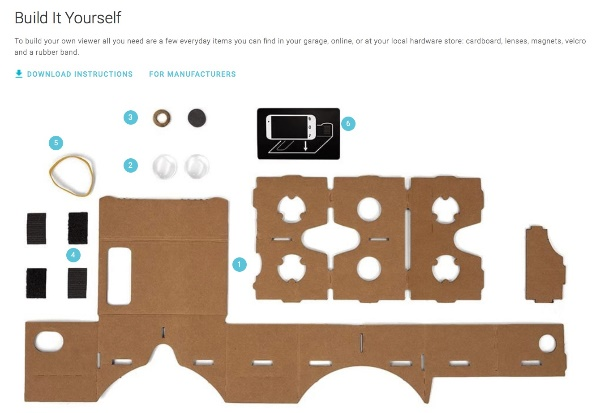 Build It Yourself
To build your own viewer all you need are a few everyday items you can find in your garage, online, or at your local hardware store: cardboard, lenses, magnets, velcro
and a rubber band.
DOWNLOAD INSTRUCTIONS FOR MANUFACTURERS
3
6
5
2
4
1